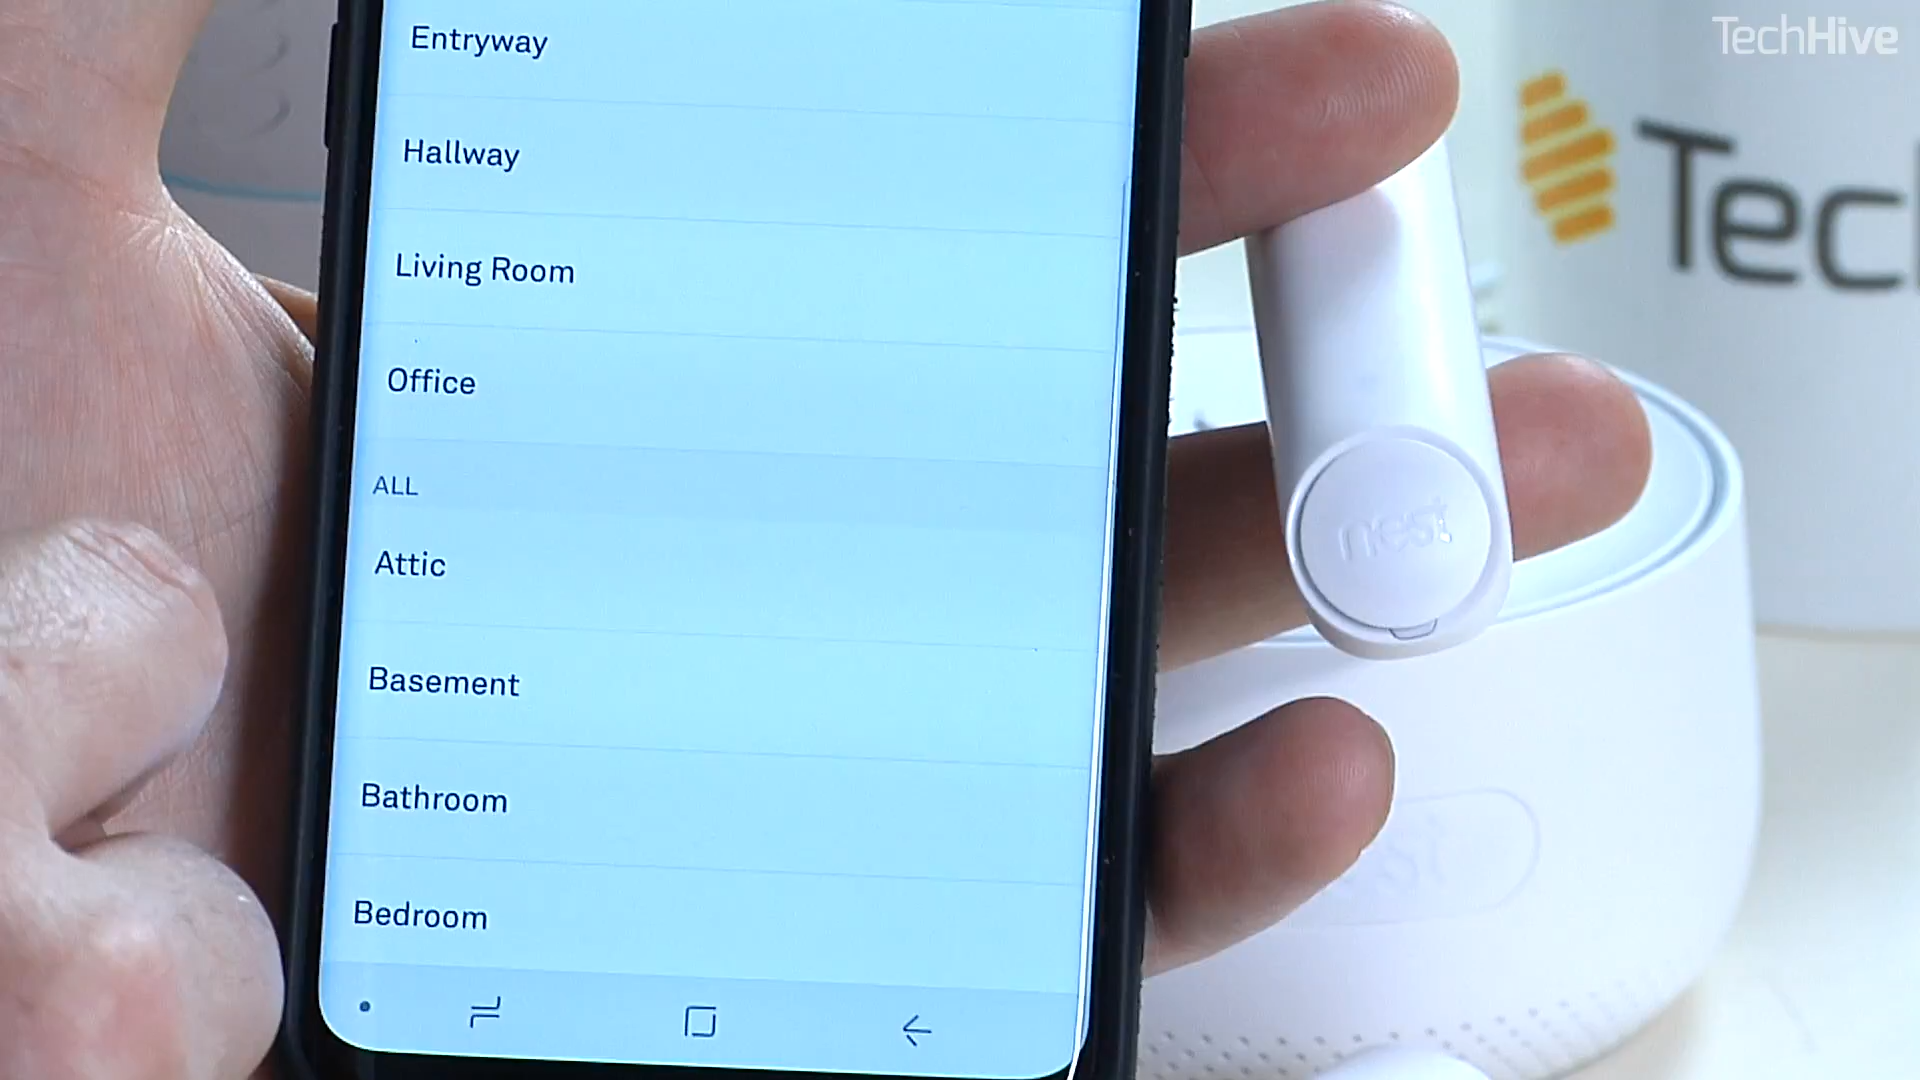 TechHive
Entryway
Hallway
Living Room
Office
ALL
Attic
Basement
Bathroom
Bedroom
nest
Tec